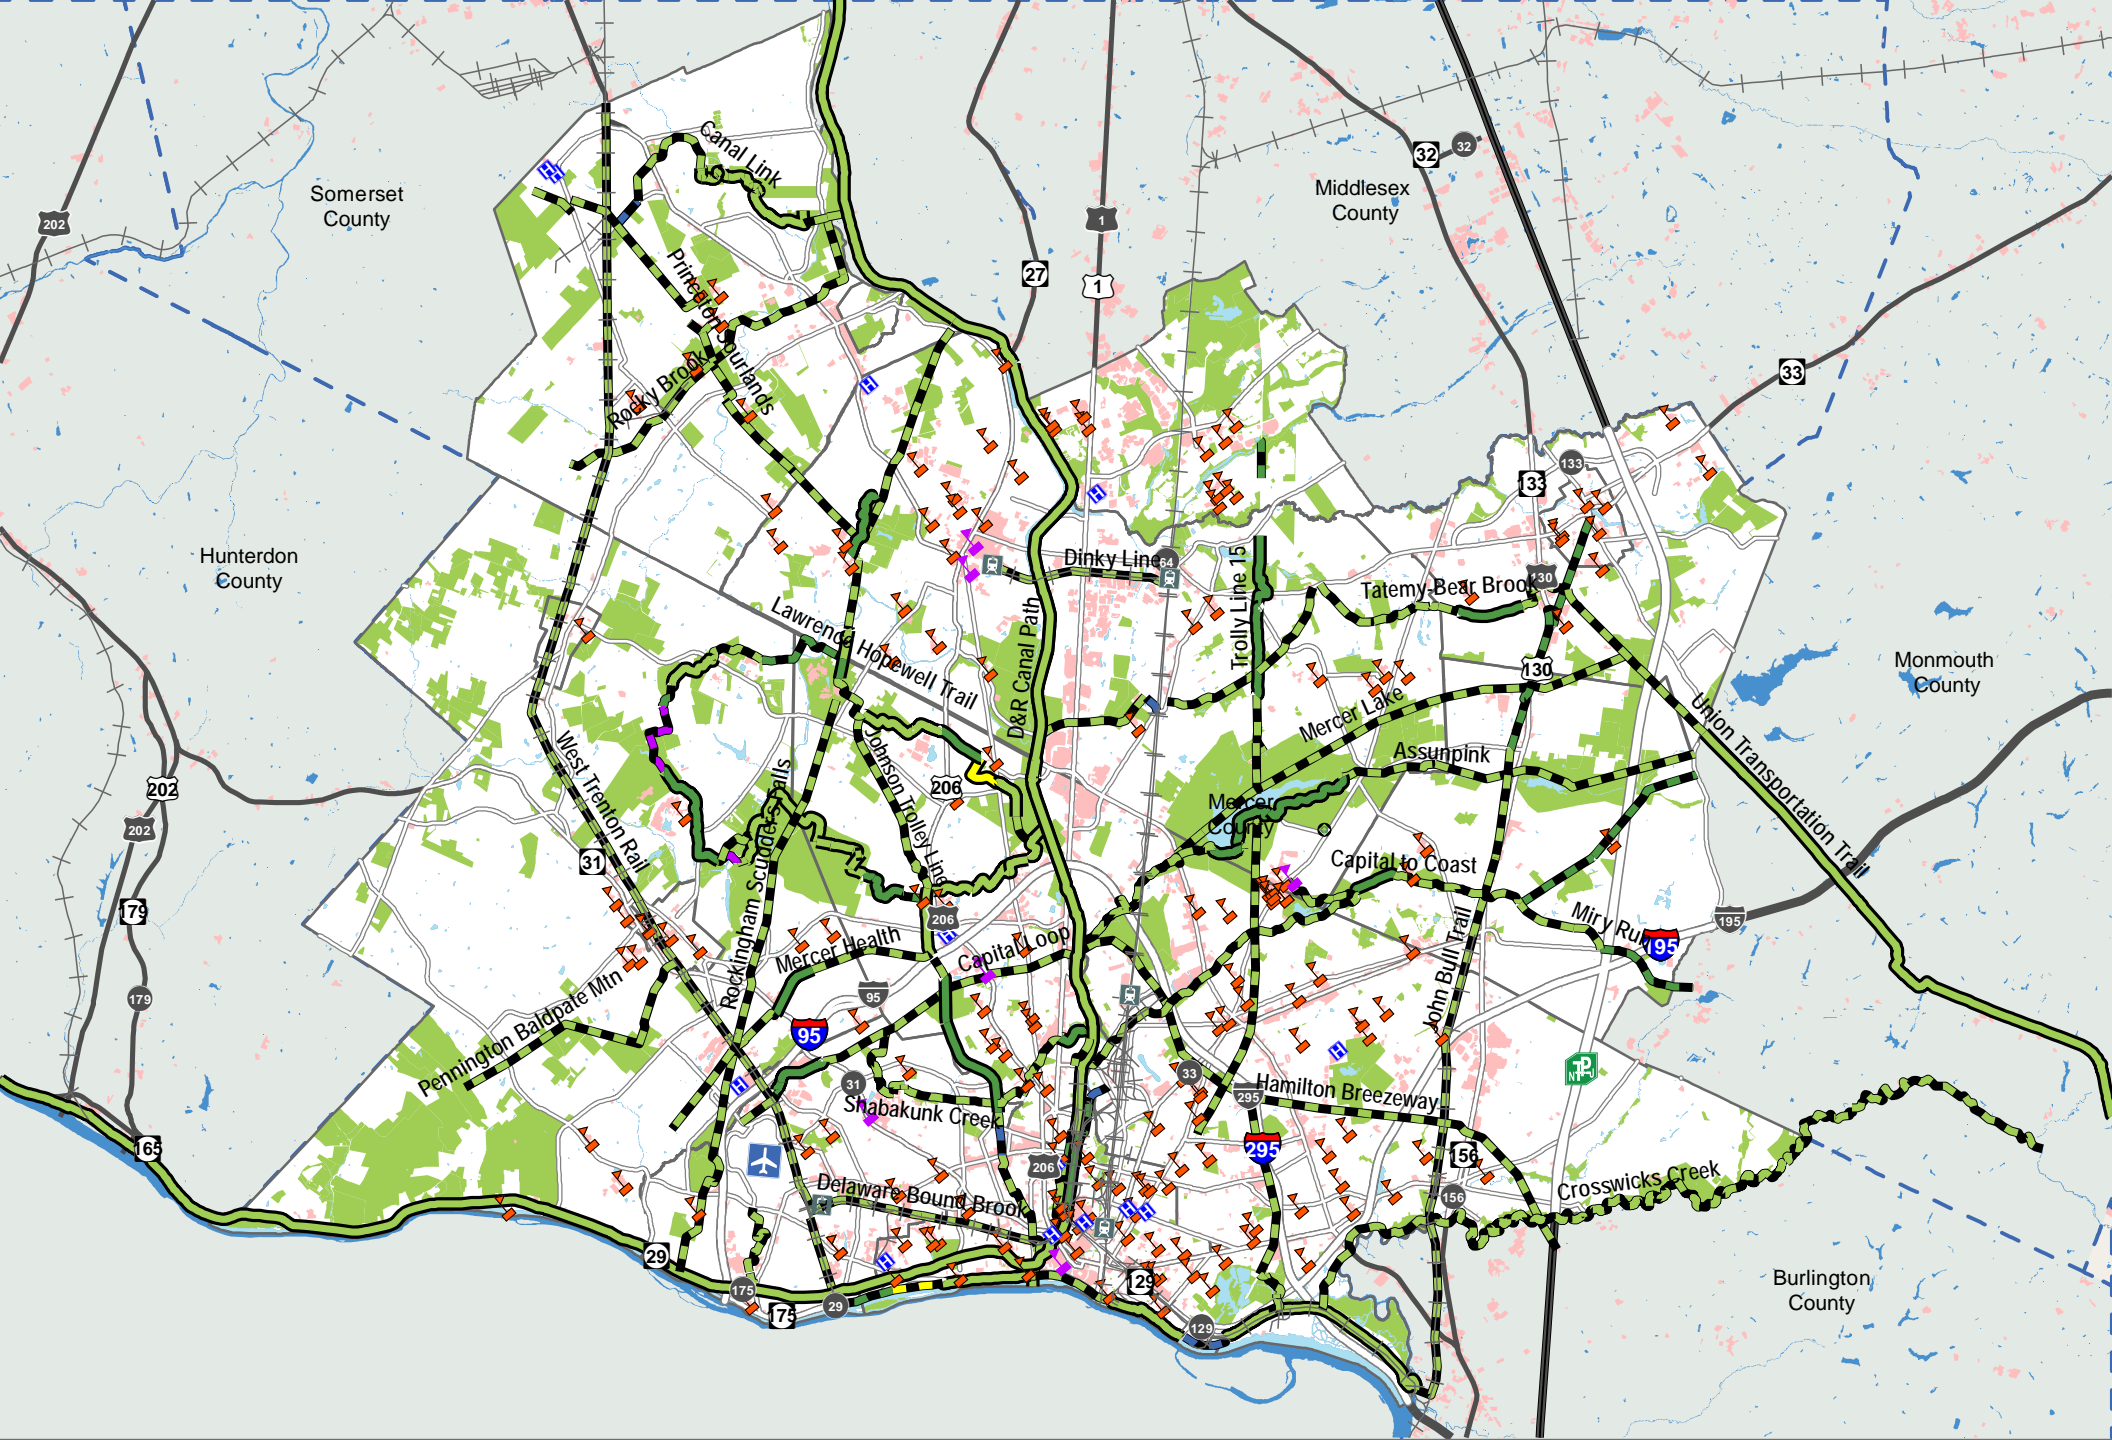 Canal Link
32
32
Somerset
County
Middlesex
County
202
1
27
1
Princeton Sourlands
33
Rocky Brook
133
133
Hunterdon
County
Dinky Line
64
130
Tatemy-Bear Brook
Trolly Line 15
Lawrence Hopewell Trail
D&R Canal Path
130
Monmouth
County
Mercer Lake
Union Transportation Trail
West Trenton Rail
Johnson Trolley Line
Assunpink
202
206
Mercer
County
202
31
Capital to Coast
Rockingham Scudders Falls
179
206
Miry Run
195
195
Mercer Health
Capital Loop
John Bull Trail
179
95
95
Pennington Baldpate Mtn
NJTP
31
33
295
Hamilton Breezeway
Shabakunk Creek
165
295
156
206
Crosswicks Creek
156
Delaware Bound Brook
29
175
175
29
129
129
Burlington
County
H
H
H
H
H
H
H
H
H
H
H
H